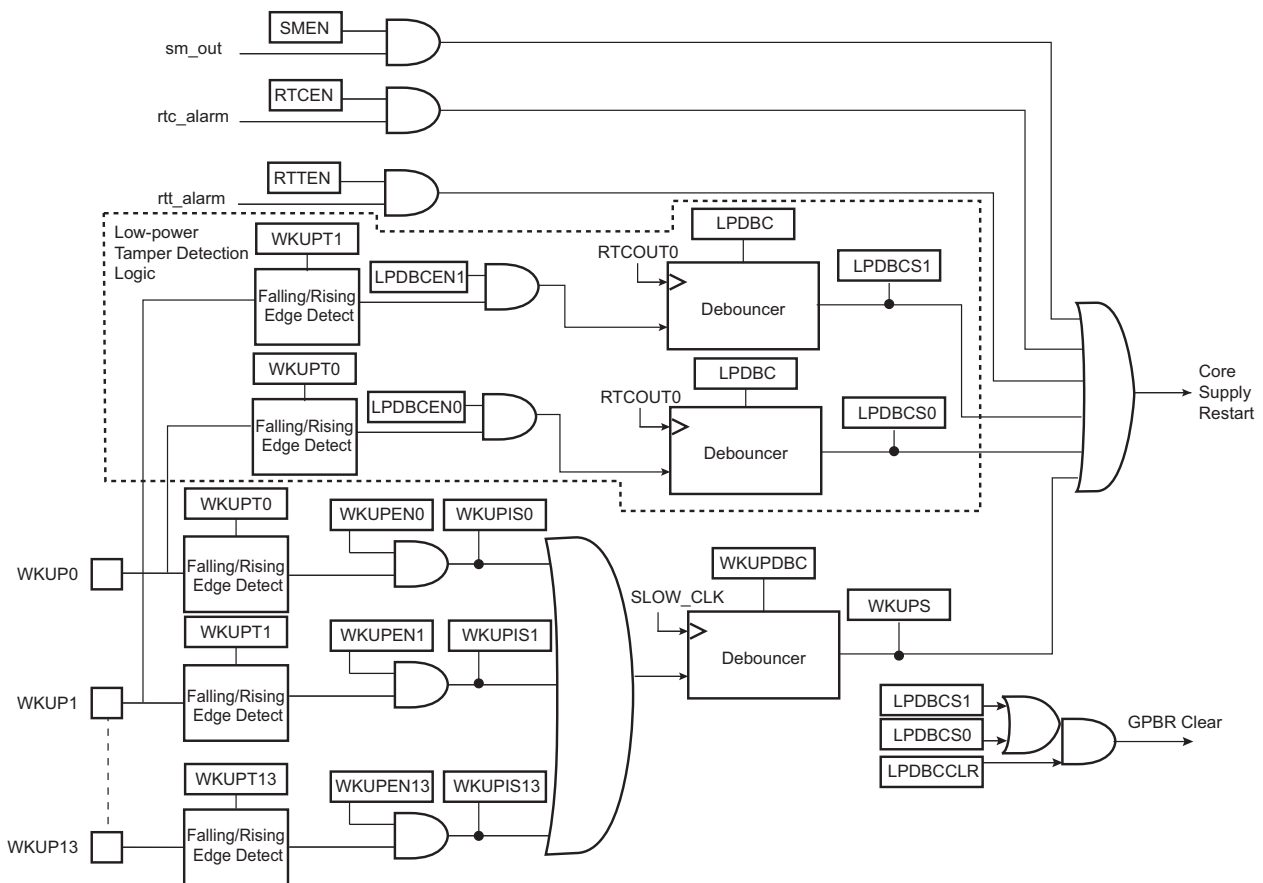 SMEN
sm_out
RTCEN
rtc_alarm
RTTEN
rtt_alarm
Low-power
Tamper Detection
Logic
WKUPT1
Falling/Rising
Edge Detect
LPDBCEN1
RTCOUT0
LPDBC
Debouncer
LPDBCS1
WKUPT0
Falling/Rising
Edge Detect
LPDBCEN0
RTCOUT0
LPDBC
Debouncer
LPDBCS0
Core
Supply
Restart
WKUP0
WKUPT0
Falling/Rising
Edge Detect
WKUPEN0
WKUPIS0
WKUP1
WKUPT1
Falling/Rising
Edge Detect
WKUPEN1
WKUPIS1
WKUP13
WKUPT13
Falling/Rising
Edge Detect
WKUPEN13
WKUPIS13
SLOW_CLK
WKUPDBC
Debouncer
WKUPS
LPDBCS1
LPDBCS0
LPDBCCLR
GPBR Clear